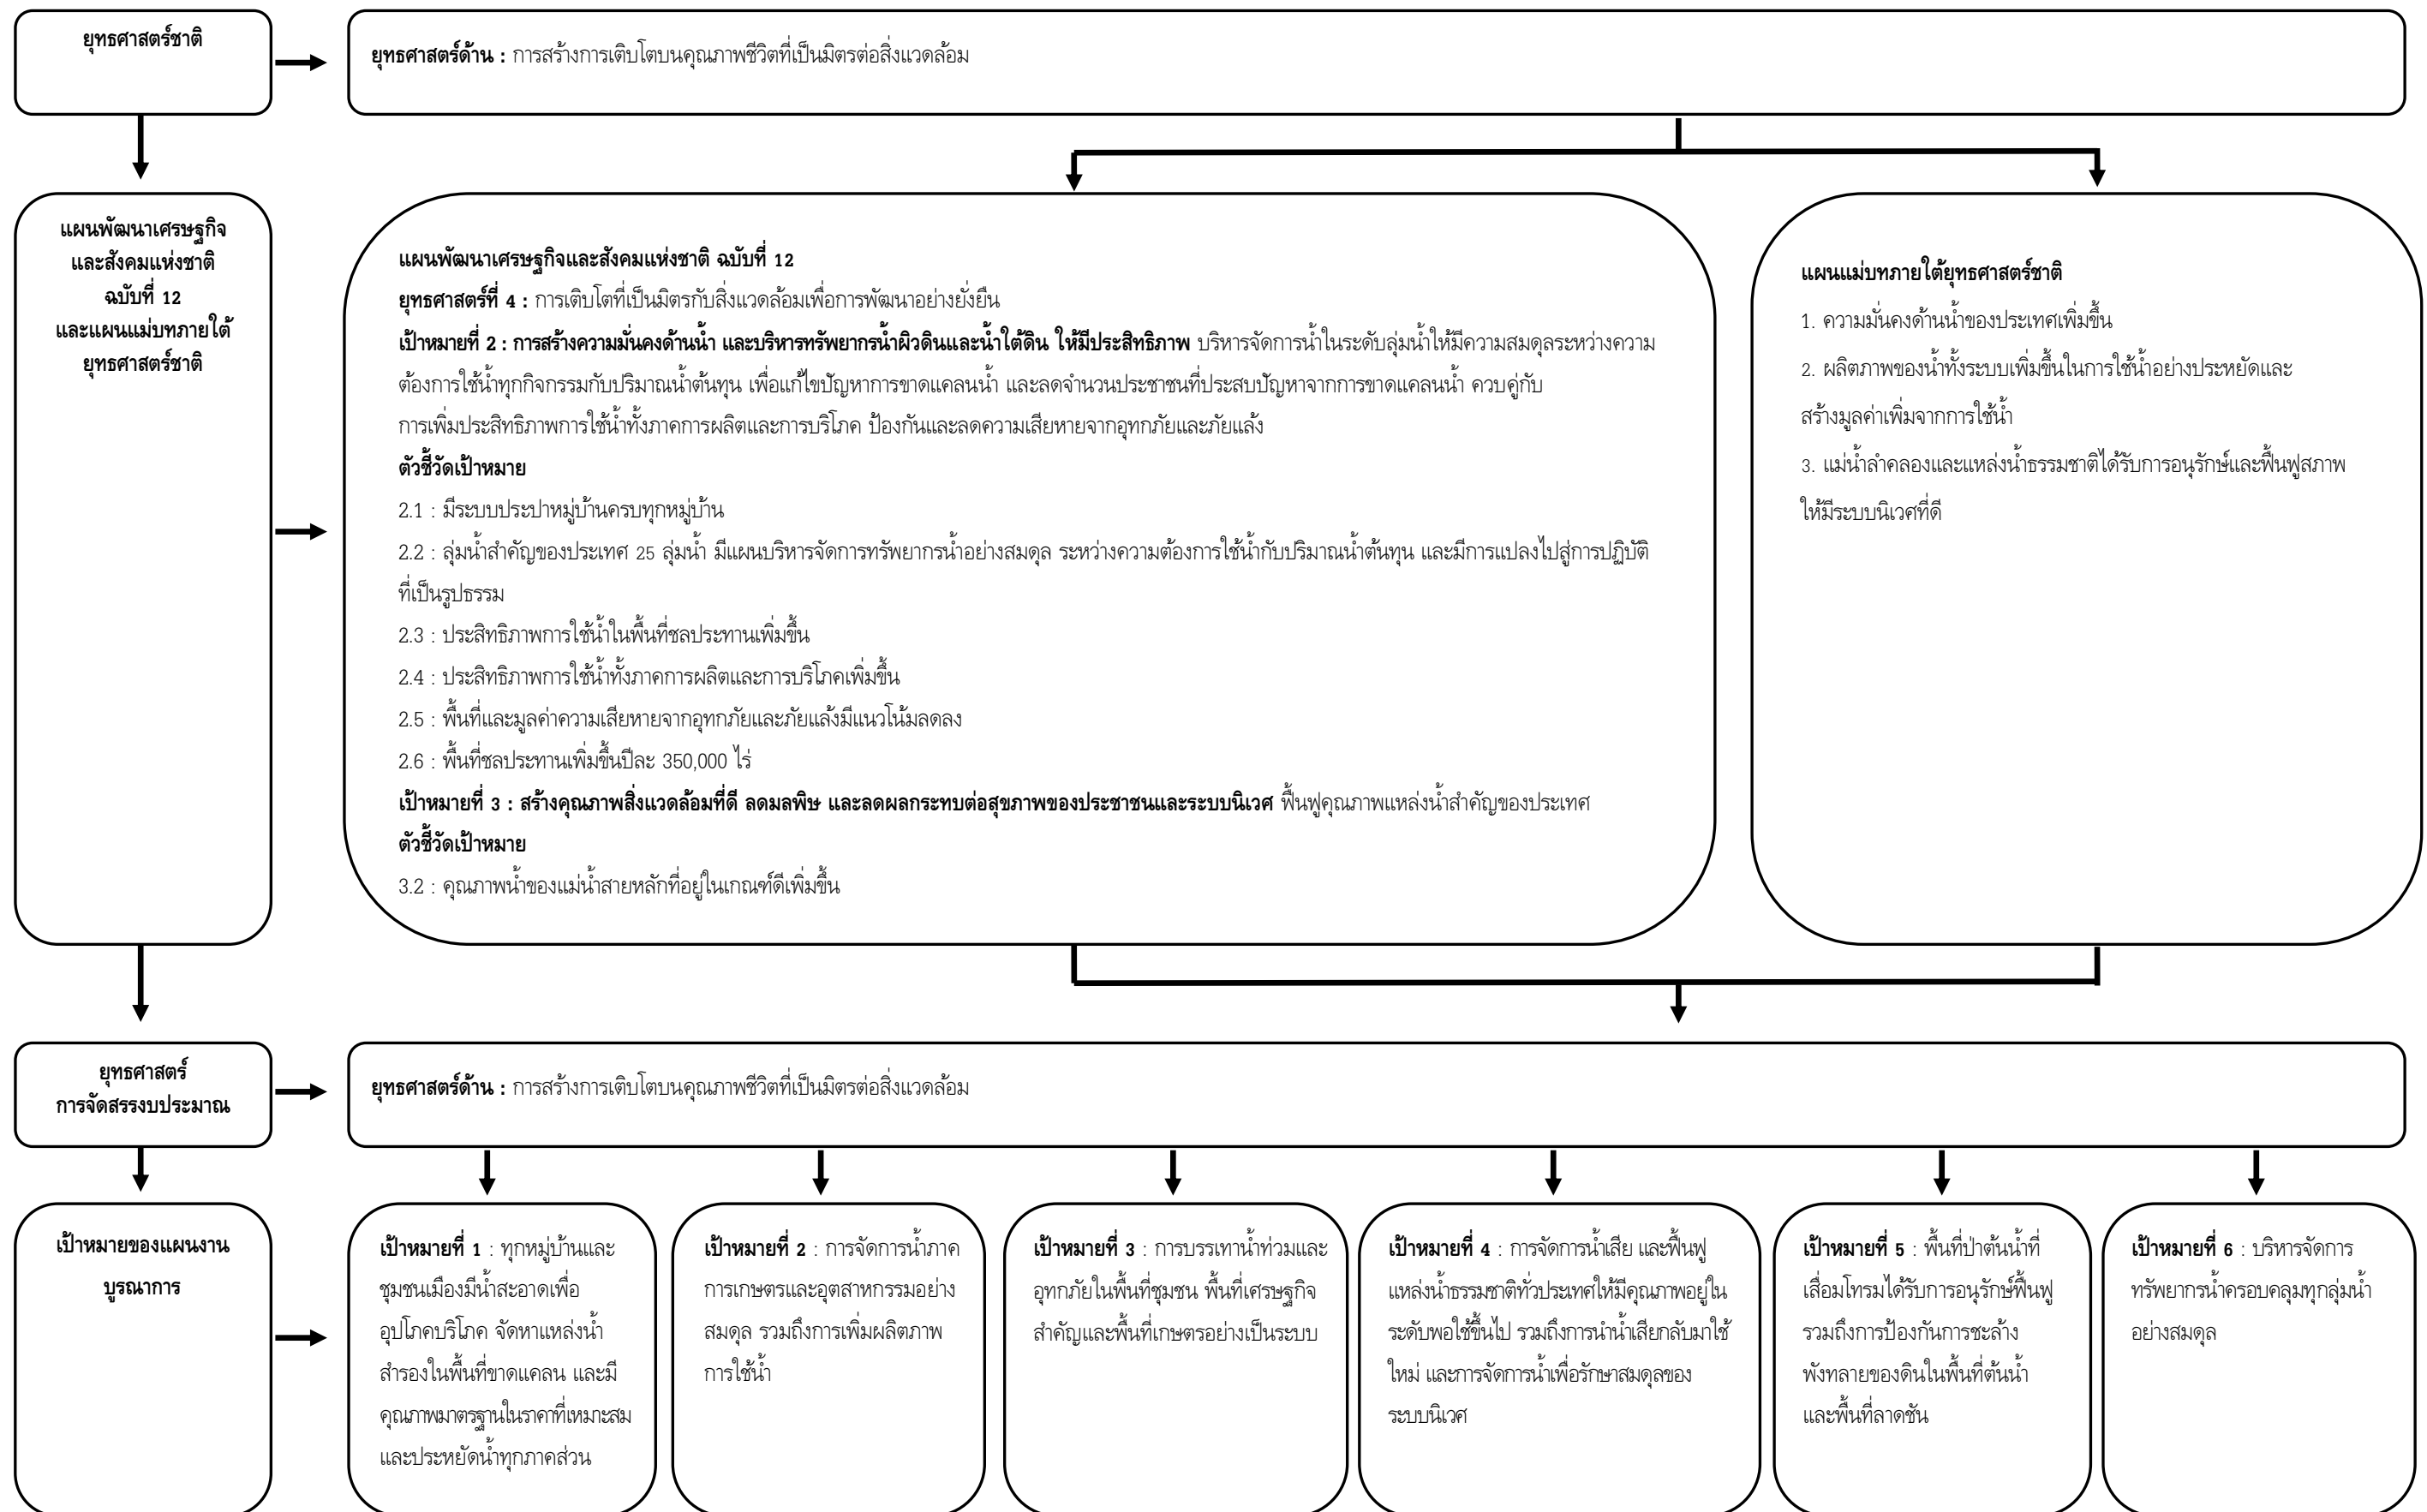 ยุทธศาสตร์ชาติ
ยุทธศาสตร์ด้าน : การสร้างการเติบโตบนคุณภาพชีวิตที่เป็นมิตรต่อสิ่งแวดล้อม
แผนพัฒนาเศรษฐกิจ
และสังคมแห่งชาติ
ฉบับที่ 12
และแผนแม่บทภายใต้
ยุทธศาสตร์ชาติ
แผนพัฒนาเศรษฐกิจและสังคมแห่งชาติ ฉบับที่ 12
ยุทธศาสตร์ที่ 4 : การเติบโตที่เป็นมิตรกับสิ่งแวดล้อมเพื่อการพัฒนาอย่างยั่งยืน
เป้าหมายที่ 2 : การสร้างความมั่นคงด้านน้ำ และบริหารทรัพยากรน้ำผิวดินและน้ำใต้ดิน ให้มีประสิทธิภาพ บริหารจัดการน้ำในระดับลุ่มน้ำให้มีความสมดุลระหว่างความ
ต้องการใช้น้ำทุกกิจกรรมกับปริมาณน้ำต้นทุน เพื่อแก้ไขปัญหาการขาดแคลนน้ำ และลดจำนวนประชาชนที่ประสบปัญหาจากการขาดแคลนน้ำ ควบคู่กับ
การเพิ่มประสิทธิภาพการใช้น้ำทั้งภาคการผลิตและการบริโภค ป้องกันและลดความเสียหายจากอุทกภัยและภัยแล้ง
ตัวชี้วัดเป้าหมาย
2.1 : มีระบบประปาหมู่บ้านครบทุกหมู่บ้าน
2.2 : ลุ่มน้ำสำคัญของประเทศ 25 ลุ่มน้ำ มีแผนบริหารจัดการทรัพยากรน้ำอย่างสมดุล ระหว่างความต้องการใช้น้ำกับปริมาณน้ำต้นทุน และมีการแปลงไปสู่การปฏิบัติ
ที่เป็นรูปธรรม
2.3 : ประสิทธิภาพการใช้น้ำในพื้นที่ชลประทานเพิ่มขึ้น
2.4 : ประสิทธิภาพการใช้น้ำทั้งภาคการผลิตและการบริโภคเพิ่มขึ้น
2.5 : พื้นที่และมูลค่าความเสียหายจากอุทกภัยและภัยแล้งมีแนวโน้มลดลง
2.6 : พื้นที่ชลประทานเพิ่มขึ้นปีละ 350,000 ไร่
เป้าหมายที่ 3 : สร้างคุณภาพสิ่งแวดล้อมที่ดี ลดมลพิษ และลดผลกระทบต่อสุขภาพของประชาชนและระบบนิเวศ ฟื้นฟูคุณภาพแหล่งน้ำสำคัญของประเทศ
ตัวชี้วัดเป้าหมาย
3.2 : คุณภาพน้ำของแม่น้ำสายหลักที่อยู่ในเกณฑ์ดีเพิ่มขึ้น
แผนแม่บทภายใต้ยุทธศาสตร์ชาติ
1. ความมั่นคงด้านน้ำของประเทศเพิ่มขึ้น
2. ผลิตภาพของน้ำทั้งระบบเพิ่มขึ้นในการใช้น้ำอย่างประหยัดและ
สร้างมูลค่าเพิ่มจากการใช้น้ำ
3. แม่น้ำลำคลองและแหล่งน้ำธรรมชาติได้รับการอนุรักษ์และฟื้นฟูสภาพ
ให้มีระบบนิเวศที่ดี
ยุทธศาสตร์
การจัดสรรงบประมาณ
ยุทธศาสตร์ด้าน : การสร้างการเติบโตบนคุณภาพชีวิตที่เป็นมิตรต่อสิ่งแวดล้อม
เป้าหมายของแผนงาน
บูรณาการ
เป้าหมายที่ 1 : ทุกหมู่บ้านและ
ชุมชนเมืองมีน้ำสะอาดเพื่อ
อุปโภคบริโภค จัดหาแหล่งน้ำ
สำรองในพื้นที่ขาดแคลน และมี
คุณภาพมาตรฐานในราคาที่เหมาะสม
และประหยัดน้ำทุกภาคส่วน
เป้าหมายที่ 2 : การจัดการน้ำภาค
การเกษตรและอุตสาหกรรมอย่าง
สมดุล รวมถึงการเพิ่มผลิตภาพ
การใช้น้ำ
เป้าหมายที่ 3 : การบรรเทาน้ำท่วมและ
อุทกภัยในพื้นที่ชุมชน พื้นที่เศรษฐกิจ
สำคัญและพื้นที่เกษตรอย่างเป็นระบบ
เป้าหมายที่ 4 : การจัดการน้ำเสีย และฟื้นฟู
แหล่งน้ำธรรมชาติทั่วประเทศให้มีคุณภาพอยู่ใน
ระดับพอใช้ขึ้นไป รวมถึงการนำน้ำเสียกลับมาใช้
ใหม่ และการจัดการน้ำเพื่อรักษาสมดุลของ
ระบบนิเวศ
เป้าหมายที่ 5 : พื้นที่ป่าต้นน้ำที่
เสื่อมโทรมได้รับการอนุรักษ์ฟื้นฟู
รวมถึงการป้องกันการชะล้าง
พังทลายของดินในพื้นที่ต้นน้ำ
และพื้นที่ลาดชัน
เป้าหมายที่ 6 : บริหารจัดการ
ทรัพยากรน้ำครอบคลุมทุกลุ่มน้ำ
อย่างสมดุล